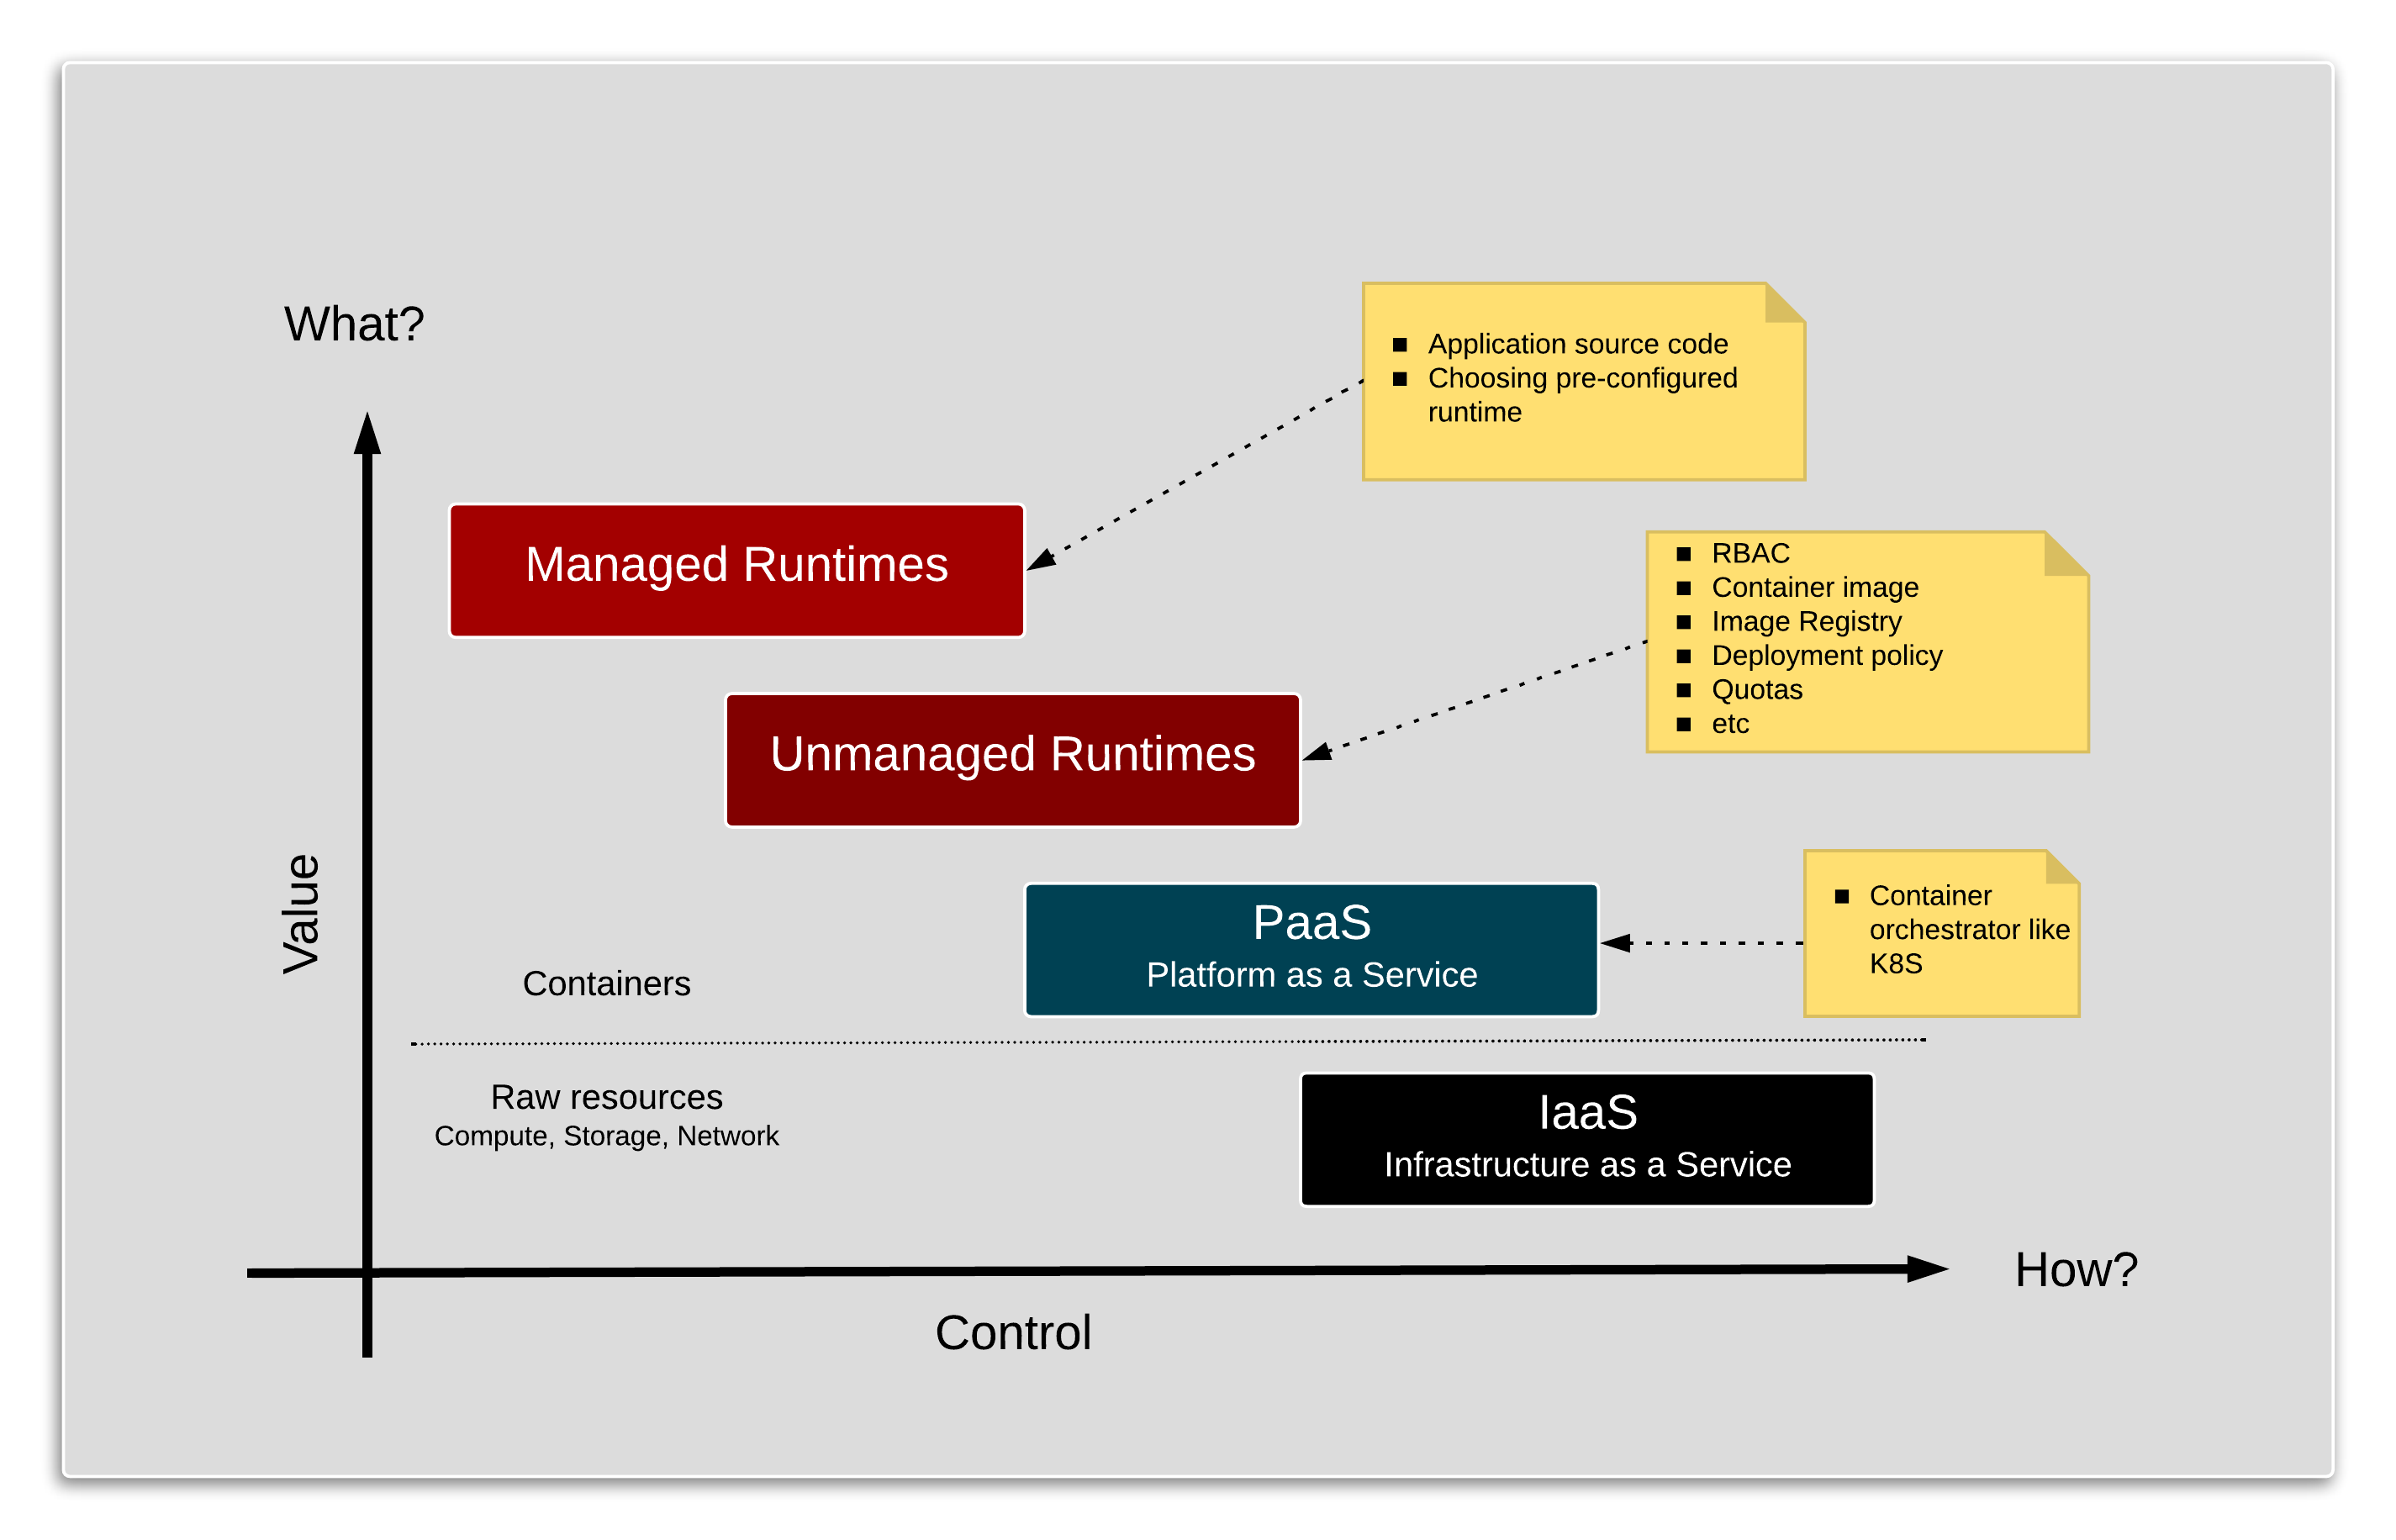 What?
Application source code
Choosing pre-configured
runtime
Managed Runtimes
RBAC
Container image
Image Registry
Deployment policy
Quotas
etc
Unmanaged Runtimes
Value
PaaS
Platform as a Service
Container
orchestrator like
K8S
Containers
Raw resources
Compute, Storage, Network
IaaS
Infrastructure as a Service
How?
Control